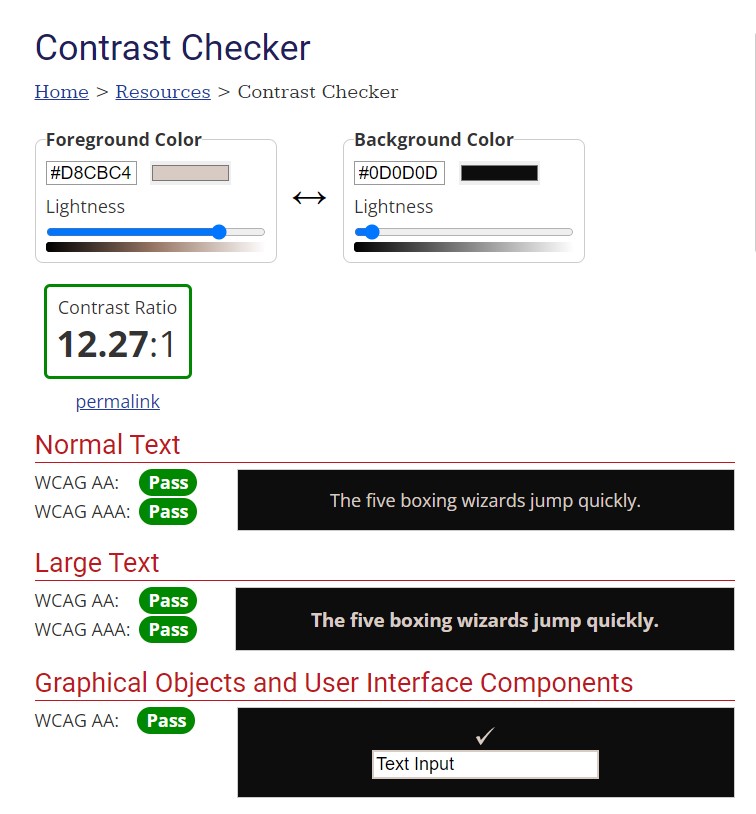 Contrast Checker
Home > Resources > Contrast Checker
Foreground Color
#D8CBC4
Lightness
Background Color
#0D0D0D
Lightness
Contrast Ratio
12.27:1
permalink
Normal Text
WCAG AA: Pass
WCAG AAA: Pass
The five boxing wizards jump quickly.
Large Text
WCAG AA: Pass
WCAG AAA: Pass
The five boxing wizards jump quickly.
Graphical Objects and User Interface Components
WCAG AA: Pass
✓
Text Input